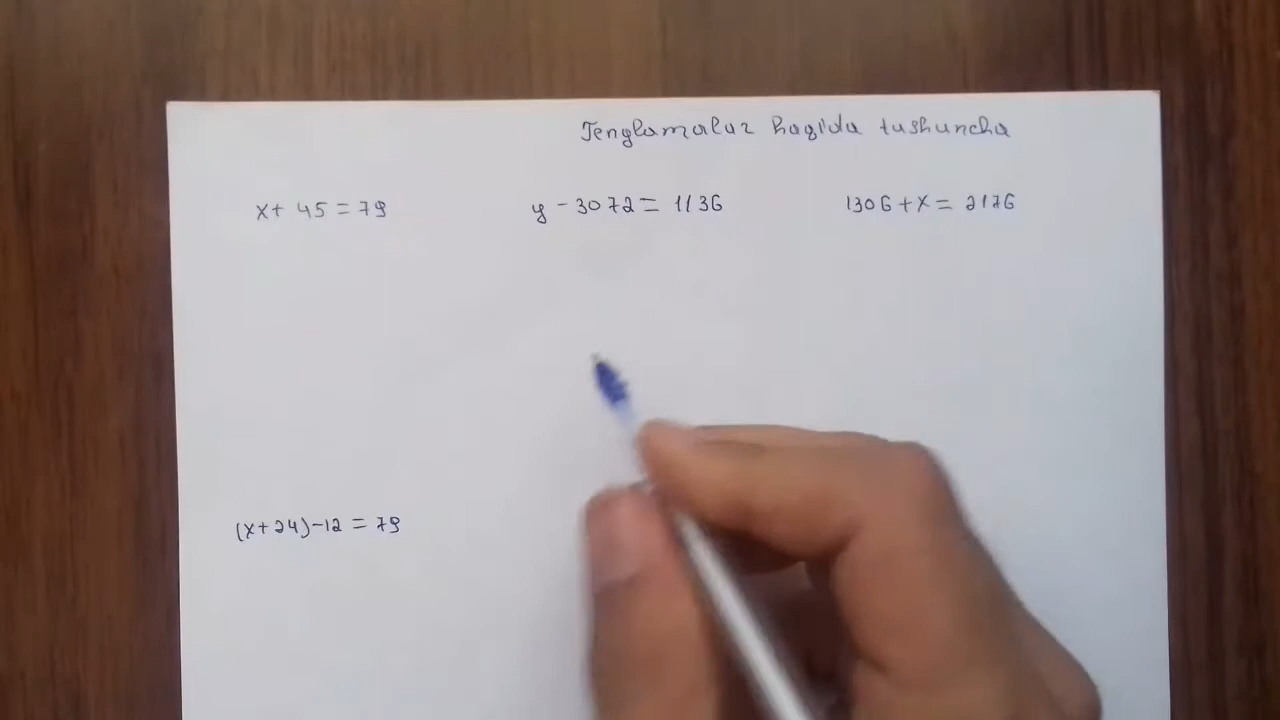 Tenglamalar haqida tushuncha
x + 45 = 79
y - 3072 = 1136
1306 + x = 2176
(x + 24) - 12 = 79